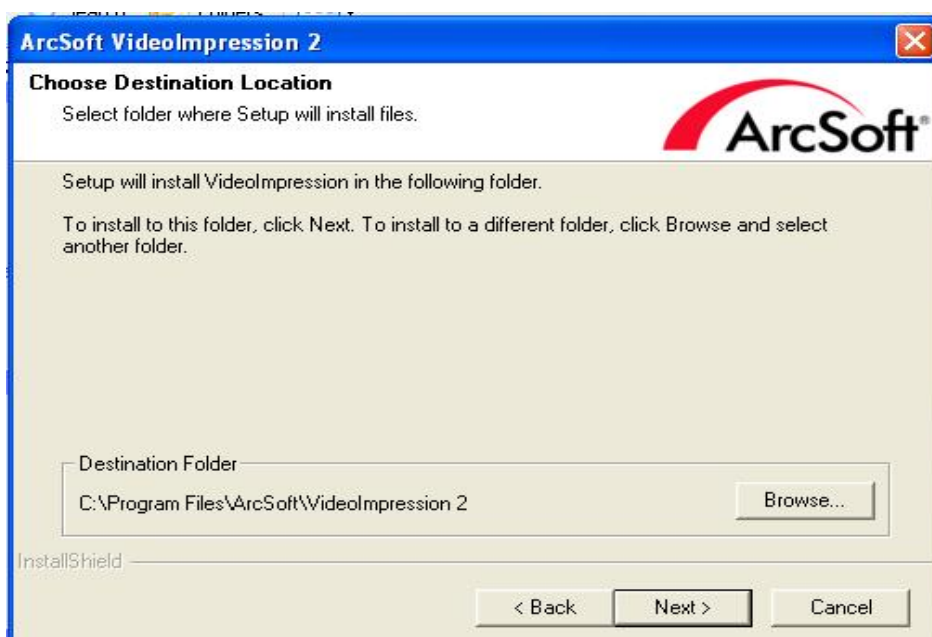 ArcSoft VideoImpression 2
Choose Destination Location
Select folder where Setup will install files.
ArcSoft®
Setup will install VideoImpression in the following folder.
To install to this folder, click Next. To install to a different folder, click Browse and select
another folder.
Destination Folder
C:\Program Files\ArcSoft\VideoImpression 2
Browse...
InstallShield
< Back
Next >
Cancel